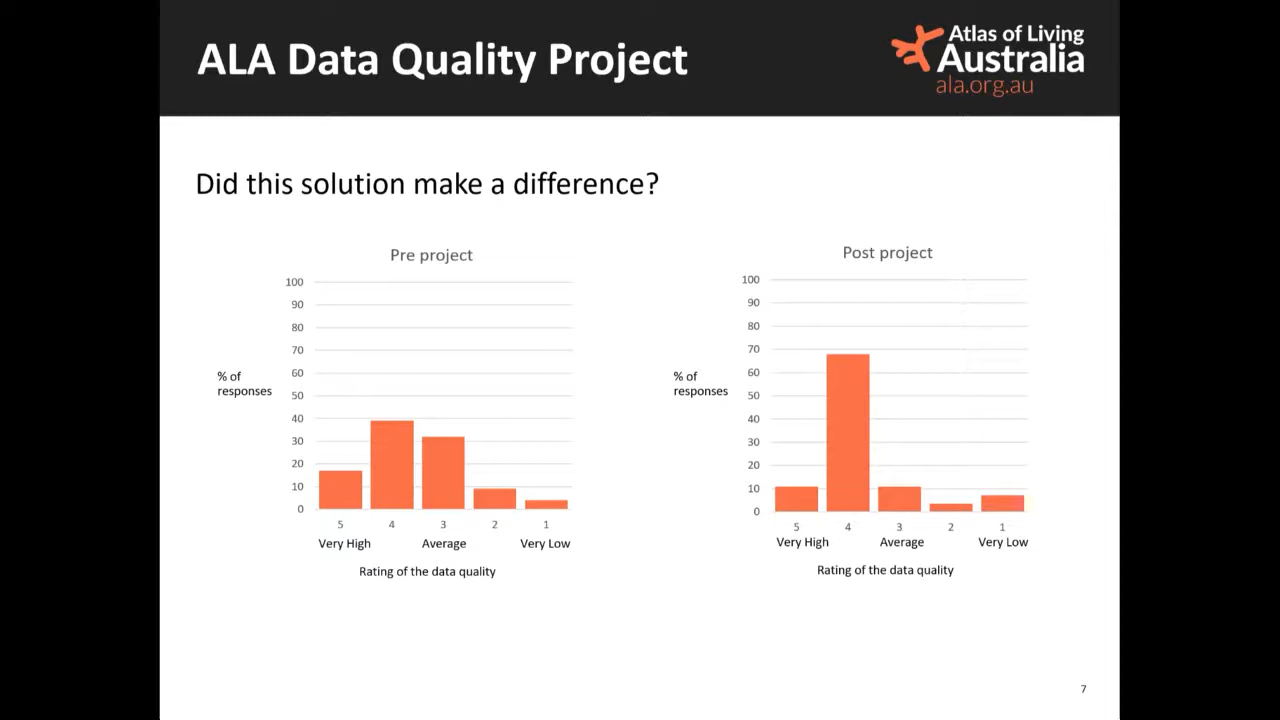 ALA Data Quality Project
Atlas of Living
Australia
ala.org.au
Did this solution make a difference?
Pre project
100
90
80
70
60
50
40
30
20
10
0
% of
responses
5
4
3
2
1
Very High
Average
Very Low
Rating of the data quality
Post project
100
90
80
70
60
50
40
30
20
10
0
% of
responses
5
4
3
2
1
Very High
Average
Very Low
Rating of the data quality
7